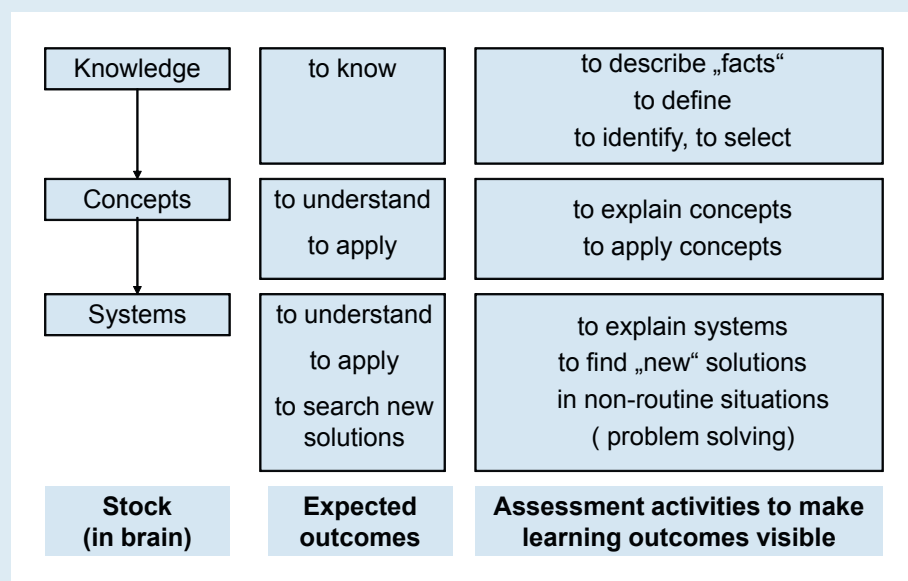 Knowledge
to know
to describe „facts“
to define
to identify, to select
Concepts
to understand
to apply
to explain concepts
to apply concepts
Systems
to understand
to apply
to search new
solutions
to explain systems
to find „new“ solutions
in non-routine situations
( problem solving)
Stock
(in brain)
Expected
outcomes
Assessment activities to make
learning outcomes visible